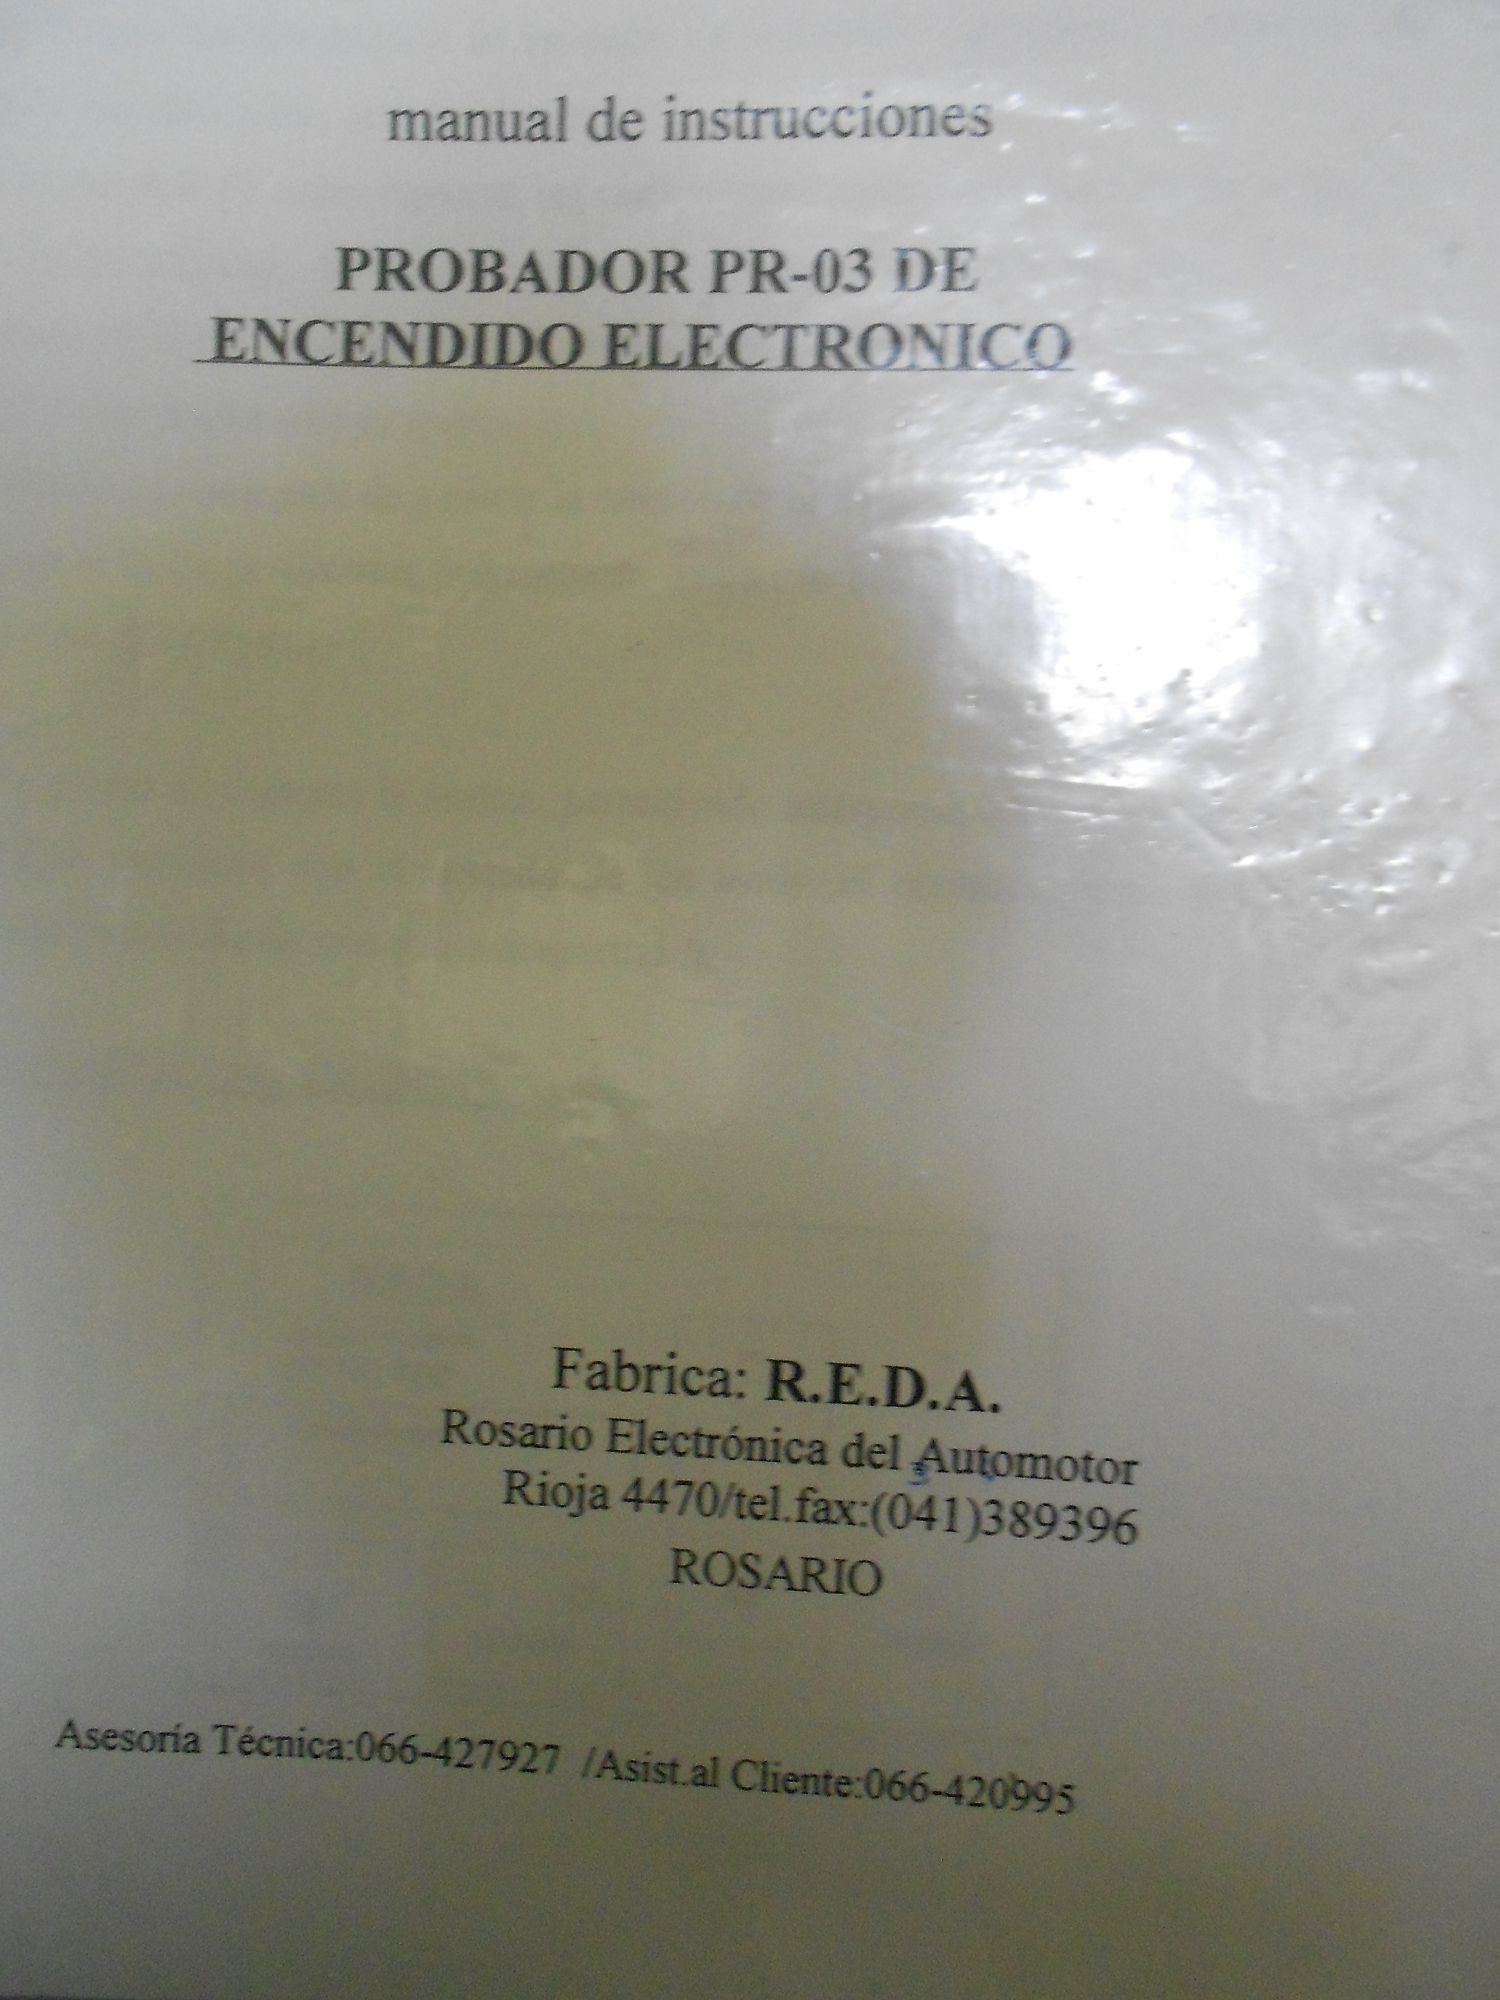 manual de instrucciones
PROBADOR PR-03 DE
ENCENDIDO ELECTRONICO
Fabrica: R.E.D.A.
Rosario Electrónica del Automotor
Rioja 4470/tel.fax:(041)389396
ROSARIO
Asesoría Técnica:066-427927 /Asist.al Cliente:066-420995